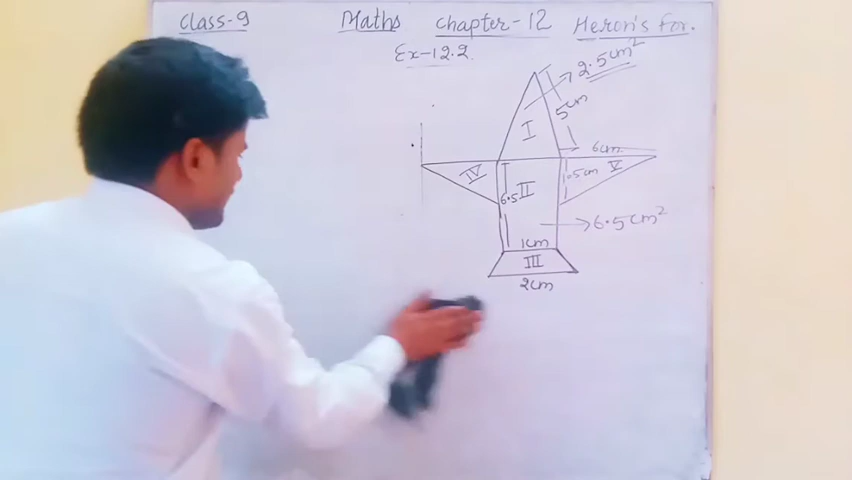 Class-9 Maths Chapter-12 Heron's For.
Ex-12.2
2.5cm²
I
5cm
6cm
IV
6.5
II
1.5cm
V
6.5cm²
1cm
III
2cm